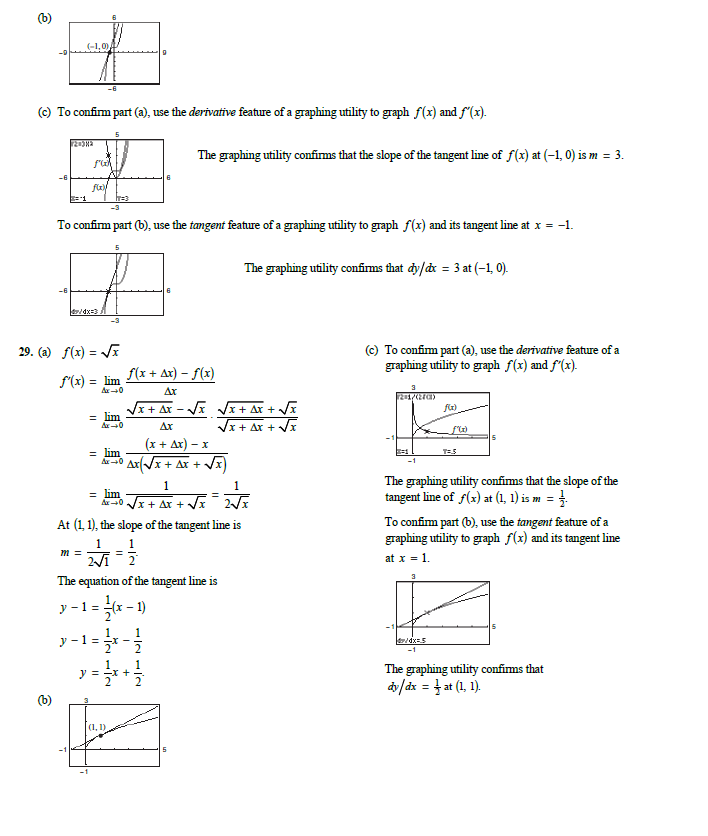 (b)
6
(-1, 0)
-9
9
-6
(c) To confirm part (a), use the derivative feature of a graphing utility to graph f(x) and f′(x).
5
f′(x)
-6
6
f(x)
X=-1 Y=3
-3
The graphing utility confirms that the slope of the tangent line of f(x) at (-1, 0) is m = 3.
To confirm part (b), use the tangent feature of a graphing utility to graph f(x) and its tangent line at x = -1.
5
-6
6
dy/dx=3
-3
The graphing utility confirms that dy/dx = 3 at (-1, 0).
29. (a) f(x) = √x
f′(x) = lim Δx→0 (f(x + Δx) − f(x))/Δx
= lim Δx→0 (√(x + Δx) − √x)/Δx · (√(x + Δx) + √x)/(√(x + Δx) + √x)
= lim Δx→0 ((x + Δx) − x)/(Δx(√(x + Δx) + √x))
= lim Δx→0 1/(√(x + Δx) + √x) = 1/(2√x)
At (1, 1), the slope of the tangent line is
m = 1/(2√1) = 1/2.
The equation of the tangent line is
y − 1 = 1/2(x − 1)
y − 1 = 1/2x − 1/2
y = 1/2x + 1/2.
(b)
3
(1, 1)
-1
5
-1
(c) To confirm part (a), use the derivative feature of a
graphing utility to graph f(x) and f′(x).
3
Y2=1/(2√(X))
f(x)
f′(x)
-1
5
X=1 Y=.5
-1
The graphing utility confirms that the slope of the
tangent line of f(x) at (1, 1) is m = 1/2.
To confirm part (b), use the tangent feature of a
graphing utility to graph f(x) and its tangent line
at x = 1.
3
-1
5
dy/dx=.5
-1
The graphing utility confirms that
dy/dx = 1/2 at (1, 1).